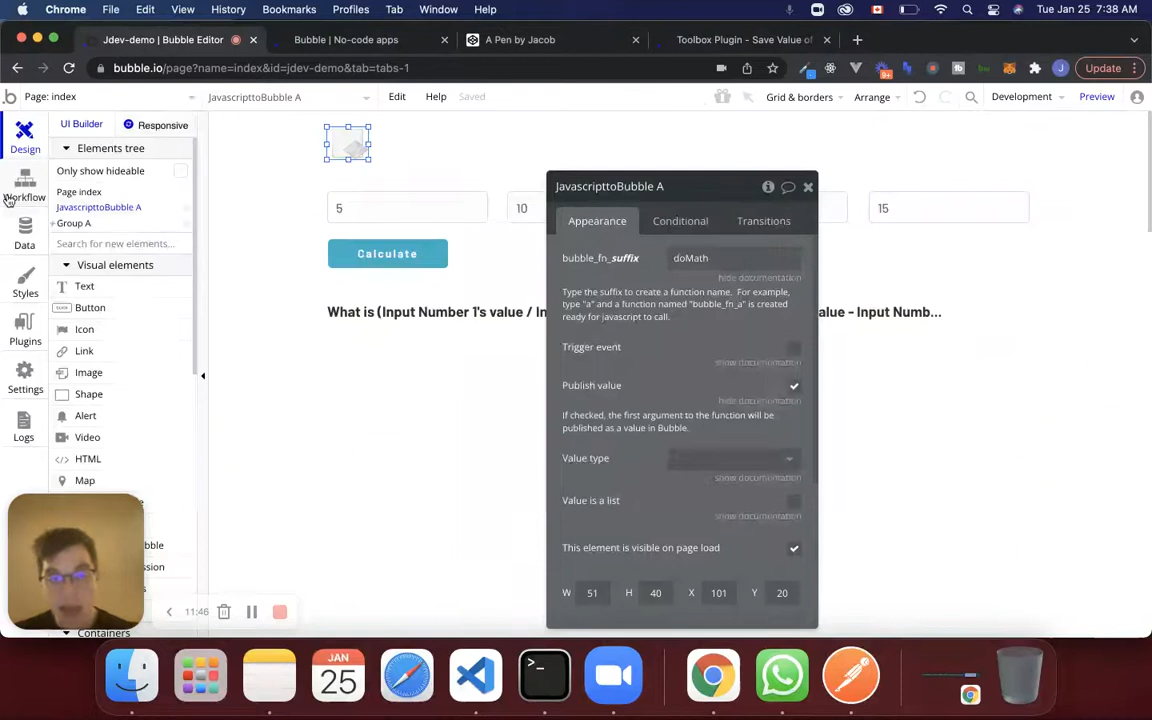 Chrome File Edit View History Bookmarks Profiles Tab Window Help Tue Jan 25 7:38 AM
Jdev-demo | Bubble Editor Bubble | No-code apps A Pen by Jacob Toolbox Plugin - Save Value of
bubble.io/page?name=index&id=jdev-demo&tab=tabs-1 9+ J Update
Page: index JavascripttoBubble A Edit Help Saved Grid & borders Arrange Development Preview
Design
Workflow
Data
Styles
Plugins
Settings
Logs
UI Builder Responsive
Elements tree
Only show hideable
Page index
JavascripttoBubble A
Group A
Search for new elements...
Visual elements
Text
Button
CLICK
Icon
Link
Image
Shape
Alert
Video
</> HTML
Map
bble
ssion
Containers
11:46
5 10 15
Calculate
What is (Input Number 1's value / In
value - Input Numb...
JavascripttoBubble A
Appearance Conditional Transitions
bubble_fn_suffix doMath
hide documentation
Type the suffix to create a function name. For example,
type "a" and a function named "bubble_fn_a" is created
ready for javascript to call.
Trigger event
show documentation
Publish value
hide documentation
If checked, the first argument to the function will be
published as a value in Bubble.
Value type
show documentation
Value is a list
show documentation
This element is visible on page load
W 51 H 40 X 101 Y 20
JAN
25